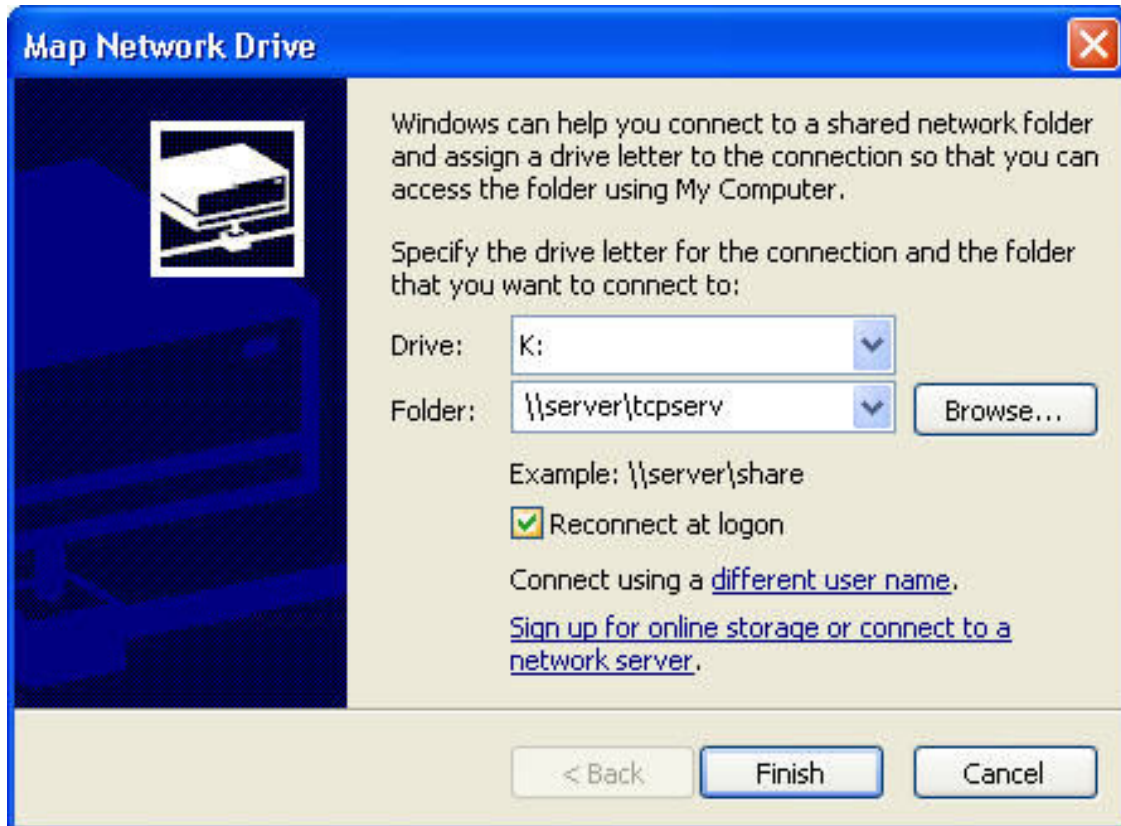 Map Network Drive
Windows can help you connect to a shared network folder
and assign a drive letter to the connection so that you can
access the folder using My Computer.
Specify the drive letter for the connection and the folder
that you want to connect to:
Drive: K:
Folder: \\server\tcpserv Browse...
Example: \\server\share
Reconnect at logon
Connect using a different user name.
Sign up for online storage or connect to a
network server.
< Back Finish Cancel